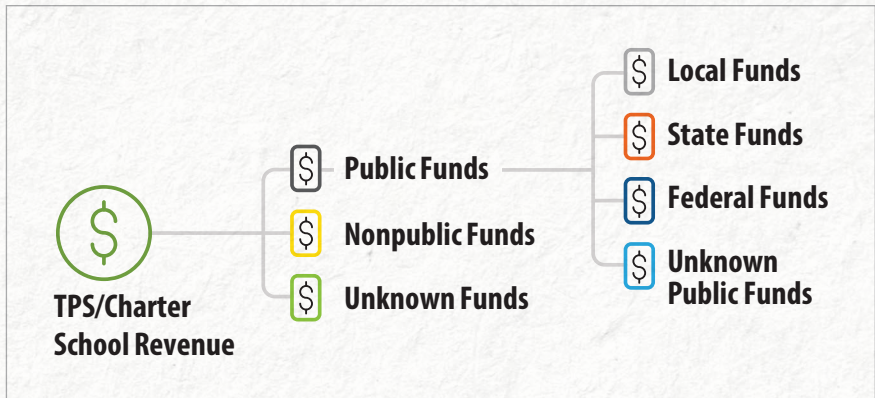 $ Local Funds
$ State Funds
$ Public Funds
$ Federal Funds
$
$ Nonpublic Funds
$ Unknown
Public Funds
$ Unknown Funds
TPS/Charter
School Revenue